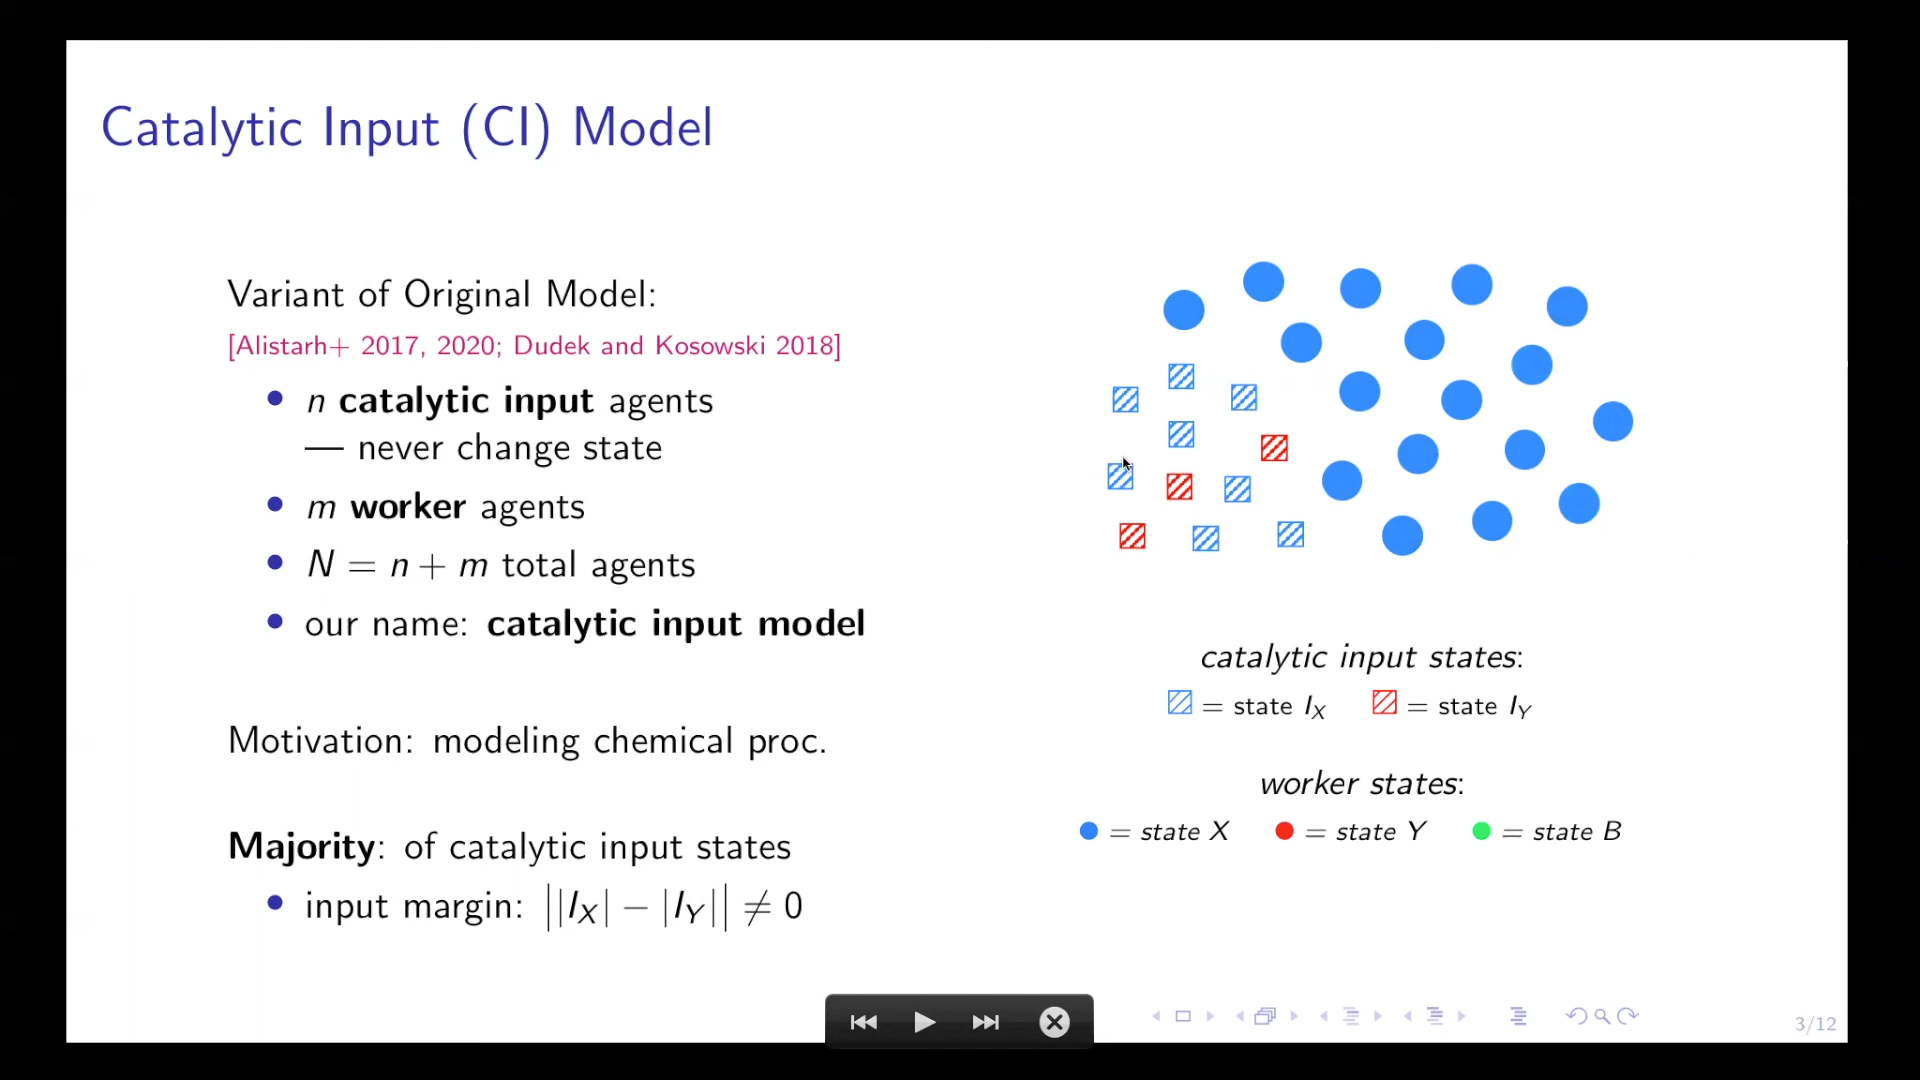 Catalytic Input (CI) Model
Variant of Original Model:
[Alistarh+ 2017, 2020; Dudek and Kosowski 2018]
• n catalytic input agents
— never change state
• m worker agents
• N = n + m total agents
• our name: catalytic input model
Motivation: modeling chemical proc.
Majority: of catalytic input states
• input margin: ||I_X| − |I_Y|| ≠ 0
catalytic input states:
= state I_X = state I_Y
worker states:
= state X = state Y = state B
3/12